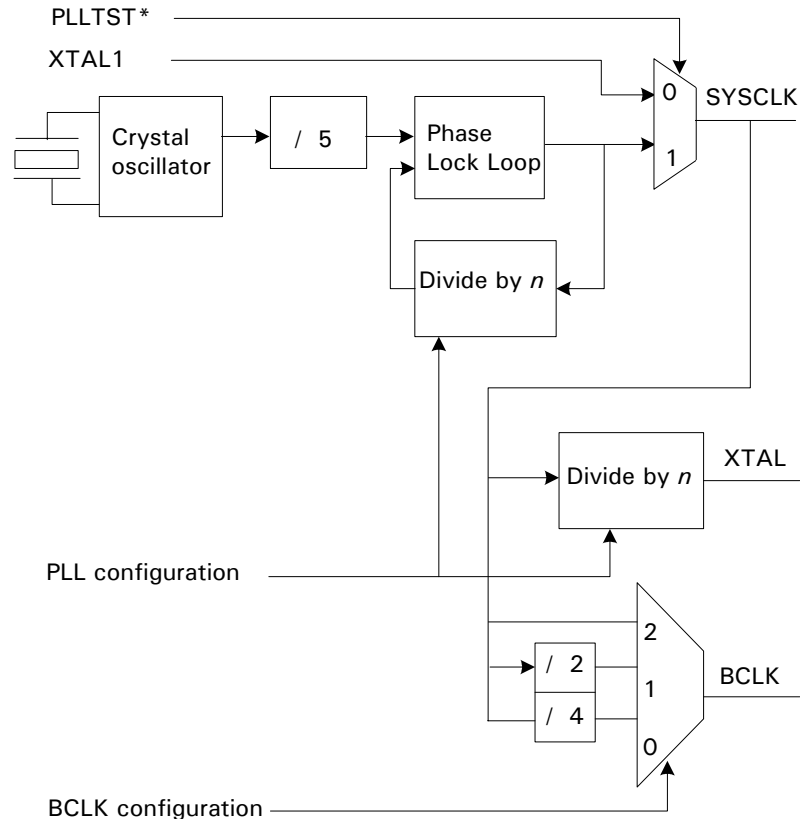 PLLTST*
XTAL1
0
SYSCLK
Crystal
oscillator
/ 5
Phase
Lock Loop
1
Divide by n
XTAL
Divide by n
PLL configuration
2
/ 2
BCLK
1
/ 4
0
BCLK configuration